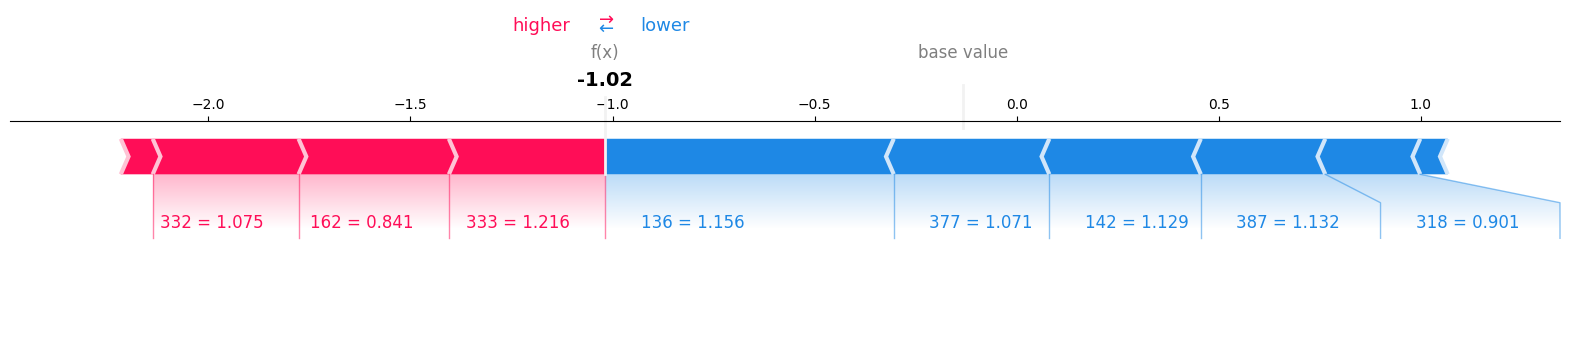 higher ⇄ lower
f(x) base value
-1.02
−2.0 −1.5 −1.0 −0.5 0.0 0.5 1.0
332 = 1.075 162 = 0.841 333 = 1.216 136 = 1.156 377 = 1.071 142 = 1.129 387 = 1.132 318 = 0.901